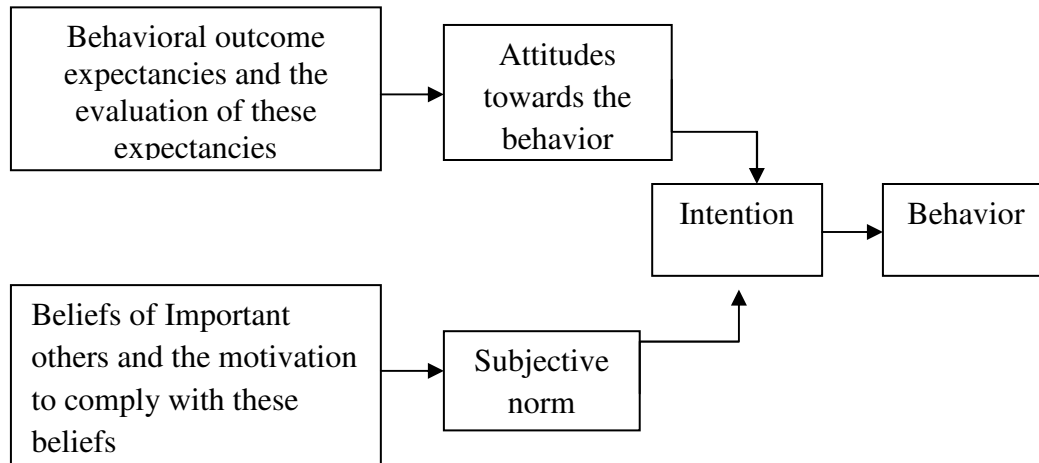 Behavioral outcome
expectancies and the
evaluation of these
expectancies
Attitudes
towards the
behavior
Intention
Behavior
Beliefs of Important
others and the motivation
to comply with these
beliefs
Subjective
norm